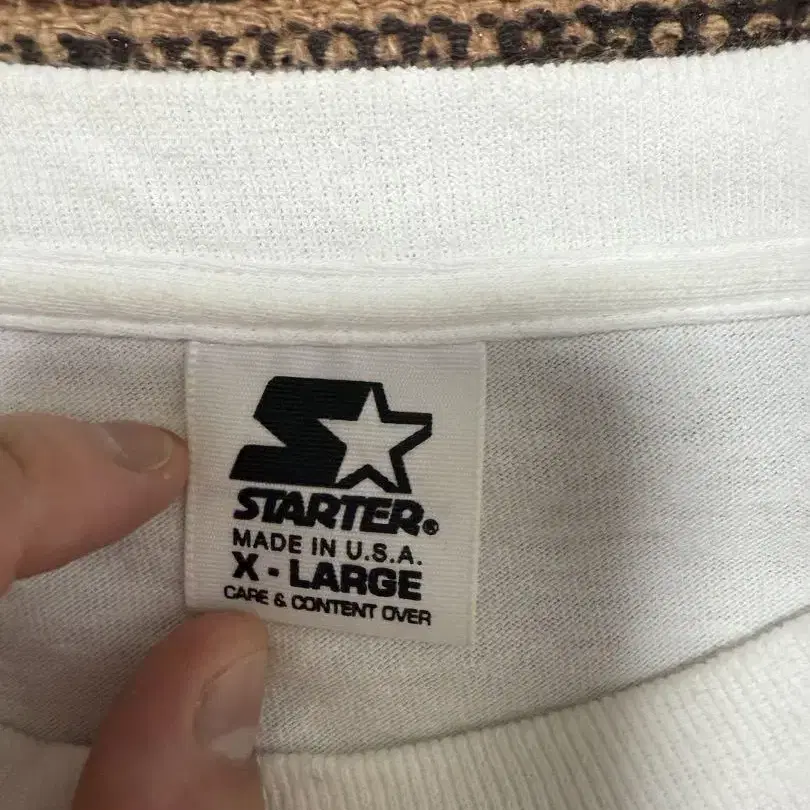 STARTER®
MADE IN U.S.A.
X-LARGE
CARE & CONTENT OVER